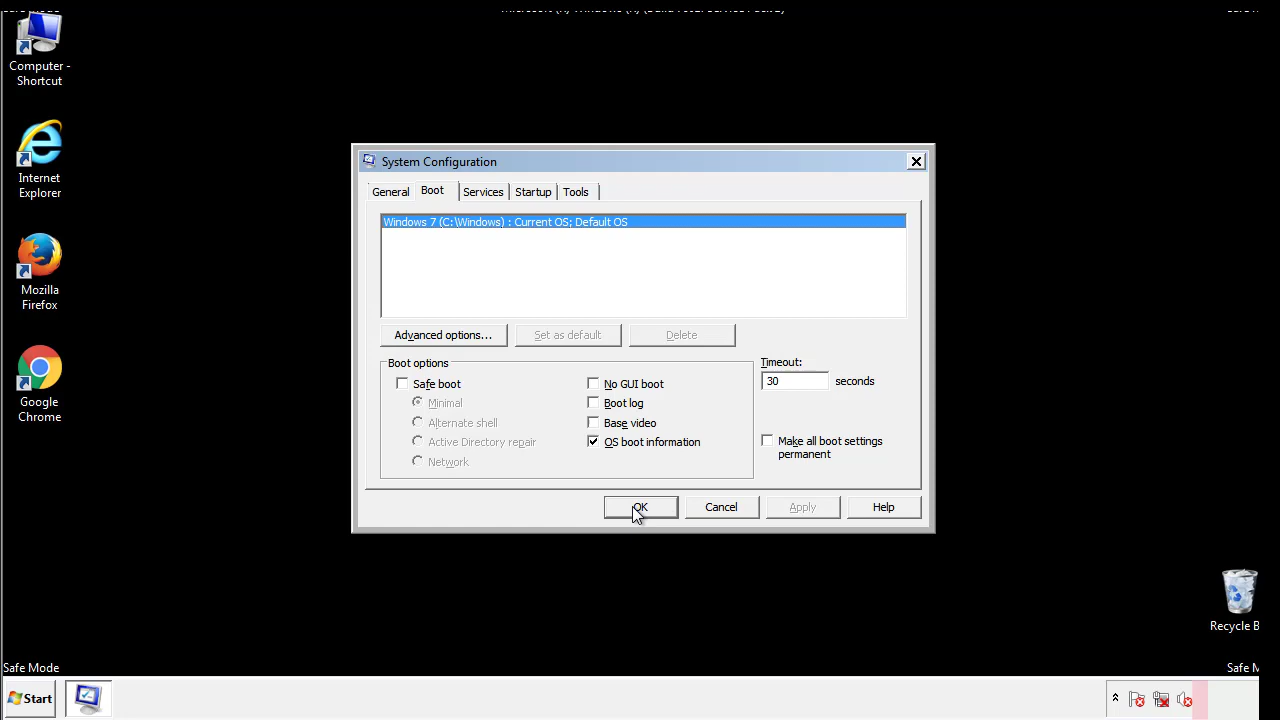 Computer -
Shortcut
Internet
Explorer
Mozilla
Firefox
Google
Chrome
System Configuration
General Boot Services Startup Tools
Windows 7 (C:\Windows) : Current OS; Default OS
Advanced options... Set as default Delete
Boot options
Timeout:
Safe boot No GUI boot
30 seconds
Minimal Boot log
Alternate shell Base video
Active Directory repair OS boot information
Make all boot settings
permanent
Network
OK Cancel Apply Help
Recycle B
Safe Mode Safe M
Start